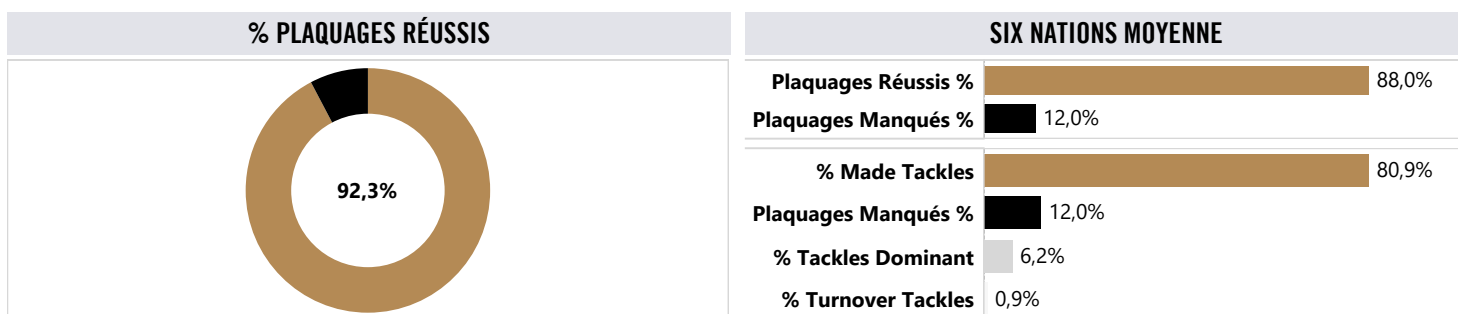 % PLAQUAGES RÉUSSIS
92,3%
SIX NATIONS MOYENNE
Plaquages Réussis % 88,0%
Plaquages Manqués % 12,0%
% Made Tackles 80,9%
Plaquages Manqués % 12,0%
% Tackles Dominant 6,2%
% Turnover Tackles 0,9%